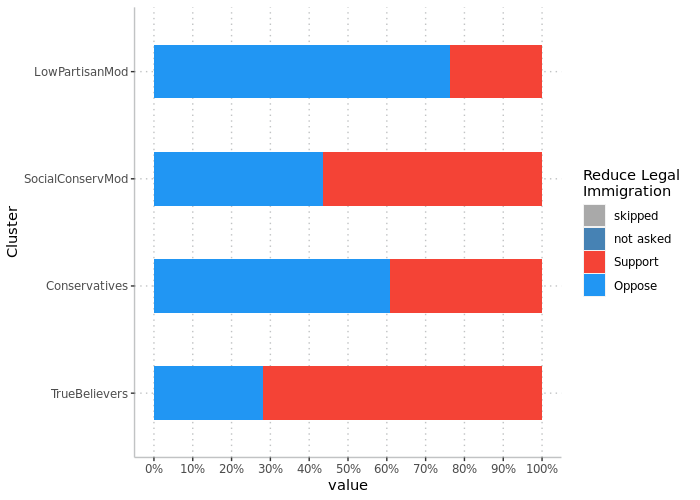 LowPartisanMod
SocialConservMod
Conservatives
TrueBelievers
Cluster
0% 10% 20% 30% 40% 50% 60% 70% 80% 90% 100%
value
Reduce Legal
Immigration
skipped
not asked
Support
Oppose